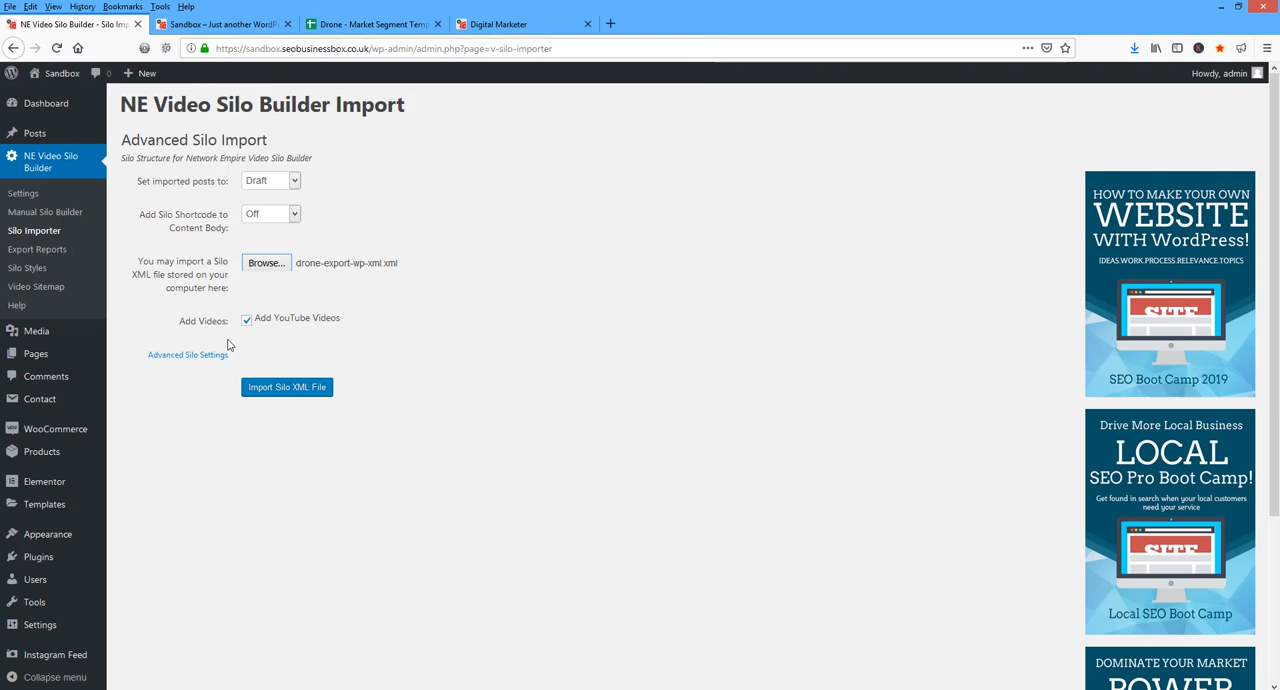 File Edit View History Bookmarks Tools Help
NE Video Silo Builder - Silo Imp
Sandbox – Just another WordP
Drone - Market Segment Temp
Digital Marketer
https://sandbox.seobusinessbox.co.uk/wp-admin/admin.php?page=v-silo-importer
Sandbox 0 New
Howdy, admin
Dashboard
Posts
NE Video Silo
Builder
Settings
Manual Silo Builder
Silo Importer
Export Reports
Silo Styles
Video Sitemap
Help
Media
Pages
Comments
Contact
WooCommerce
Products
Elementor
Templates
Appearance
Plugins
Users
Tools
Settings
Instagram Feed
Collapse menu
NE Video Silo Builder Import
Advanced Silo Import
Silo Structure for Network Empire Video Silo Builder
Set imported posts to: Draft
Add Silo Shortcode to
Content Body:
Off
You may import a Silo
XML file stored on your
computer here:
Browse... drone-export-wp-xml.xml
Add Videos: Add YouTube Videos
Advanced Silo Settings
Import Silo XML File
HOW TO MAKE YOUR OWN
WEBSITE
WITH WordPress!
IDEAS.WORK.PROCESS.RELEVANCE.TOPICS
SITE
SEO Boot Camp 2019
Drive More Local Business
LOCAL
SEO Pro Boot Camp!
Get found in search when your local customers
need your service
SITE
Local SEO Boot Camp
DOMINATE YOUR MARKET
POWER